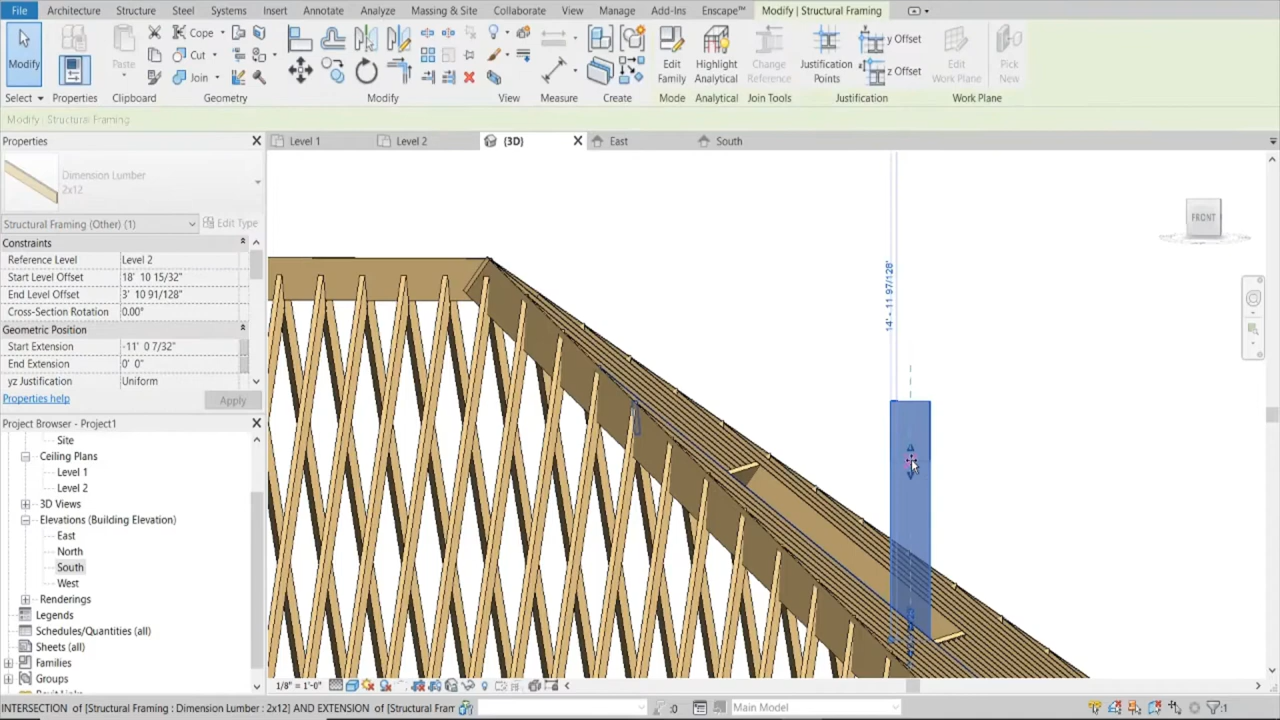 File Architecture Structure Steel Systems Insert Annotate Analyze Massing & Site Collaborate View Manage Add-Ins Enscape™ Modify | Structural Framing
Cope y Offset
Cut
Join z Offset
Modify Paste Edit Family Highlight Analytical Change Reference Justification Points Edit Work Plane Pick New
Select Properties Clipboard Geometry Modify View Measure Create Mode Analytical Join Tools Justification Work Plane
Modify | Structural Framing
Properties Level 1 Level 2 (3D) East South
Dimension Lumber
2x12
Structural Framing (Other) (1) Edit Type
Constraints
Reference Level Level 2
Start Level Offset 18' 10 15/32"
End Level Offset 3' 10 91/128"
Cross-Section Rotation 0.00°
Geometric Position
Start Extension -11' 0 7/32"
End Extension 0' 0"
yz Justification Uniform
Properties help Apply
Project Browser - Project1
Site
Ceiling Plans
Level 1
Level 2
3D Views
Elevations (Building Elevation)
East
North
South
West
Renderings
Legends
Schedules/Quantities (all)
Sheets (all)
Families
Groups
FRONT
14' - 11 97/128"
1/8" = 1'-0"
INTERSECTION of [Structural Framing : Dimension Lumber : 2x12] AND EXTENSION of [Structural Fram :0 Main Model :1